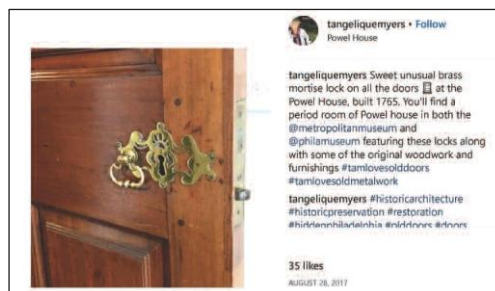 tangeliquemyers • Follow
Powel House
tangeliquemyers Sweet unusual brass
mortise lock on all the doors 🚪 at the
Powel House, built 1765. You'll find a
period room of Powel house in both the
@metropolitanmuseum and
@philamuseum featuring these locks along
with some of the original woodwork and
furnishings #tamlovesolddoors
#tamlovesoldmetalwork
tangeliquemyers #historicarchitecture
#historicpreservation #restoration
#hiddenphiladelphia #olddoors #doors
35 likes
AUGUST 28, 2017